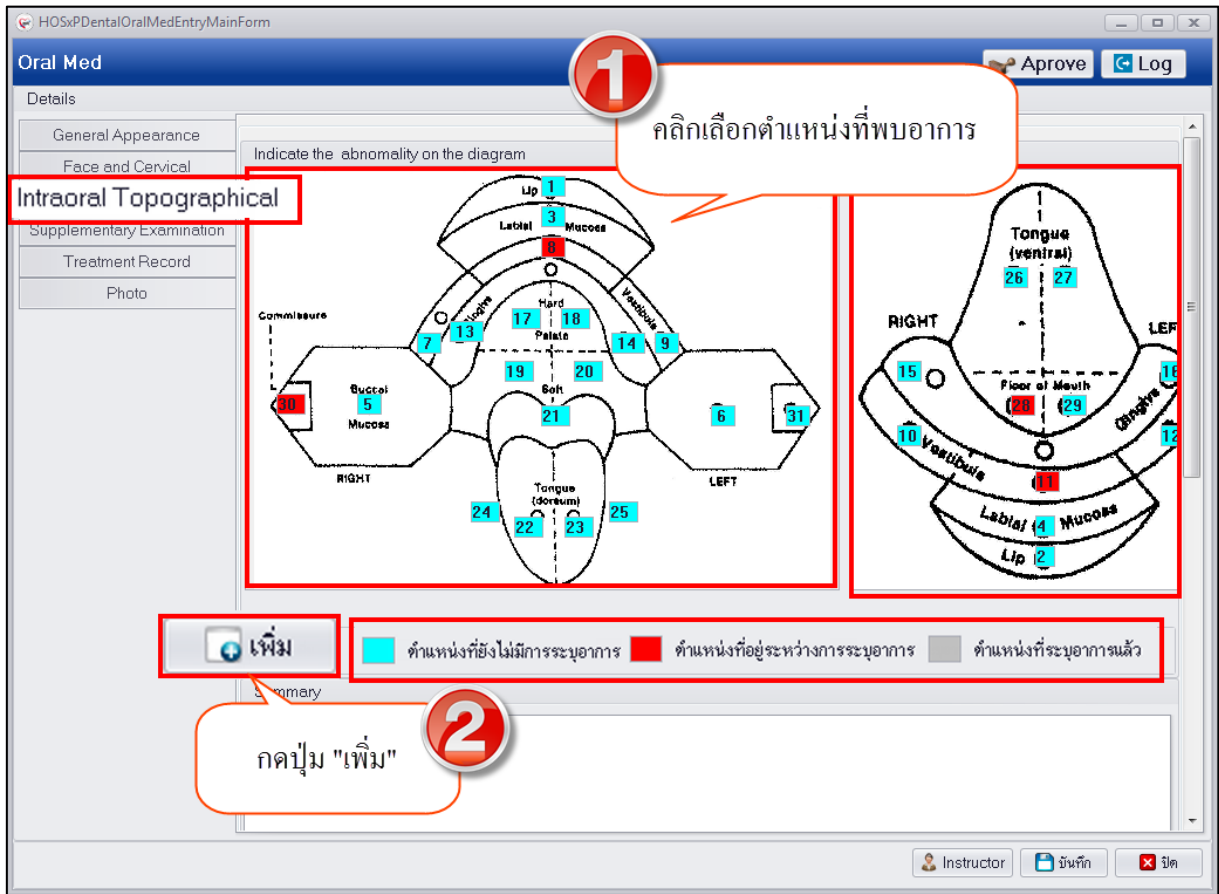 HOSxPDentalOralMedEntryMainForm
Oral Med
Aprove
Log
Details
General Appearance
Face and Cervical
Intraoral Topographical
Supplementary Examination
Treatment Record
Photo
1
คลิกเลือกตำแหน่งที่พบอาการ
Indicate the abnomality on the diagram
Lip 1
3
Labial Mucosa
8
Commissure
Gingiva
Hard
17 18
Vestibule
7 13
Palate
14 9
19 20
Soft
Buccal
30 5
Mucosa
21
6 31
RIGHT
LEFT
Tongue
(dorsum)
24 25
22 23
Tongue
(ventral)
26 27
RIGHT
LEF
15
16
Floor of Mouth
28 29
Gingiva
10
12
Vestibule
11
Labial 4 Mucosa
Lip 2
เพิ่ม
ตำแหน่งที่ยังไม่มีการระบุอาการ
ตำแหน่งที่อยู่ระหว่างการระบุอาการ
ตำแหน่งที่ระบุอาการแล้ว
Summary
2
กดปุ่ม "เพิ่ม"
Instructor
บันทึก
ปิด